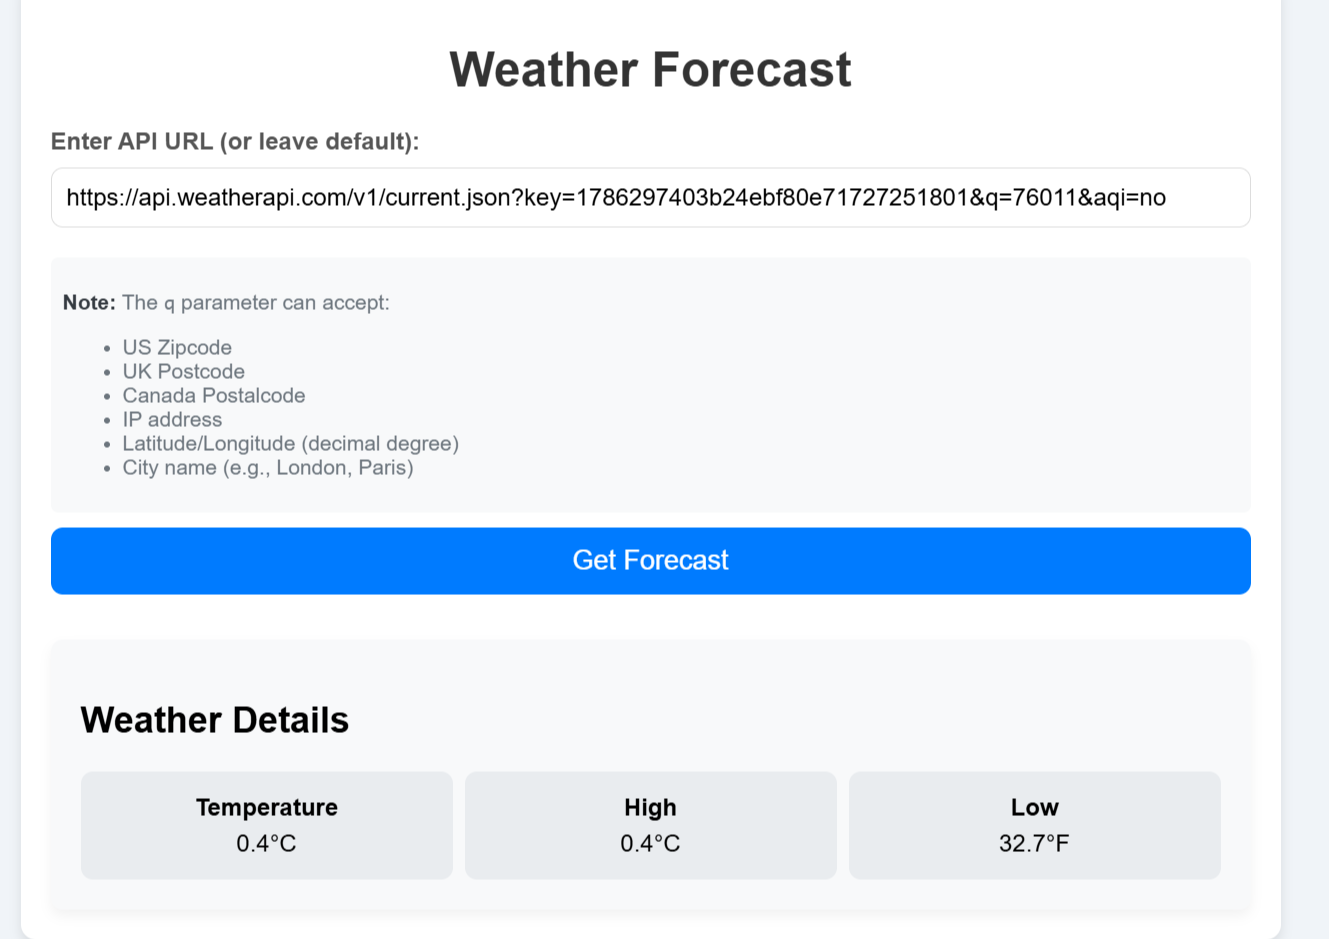 Weather Forecast
Enter API URL (or leave default):
https://api.weatherapi.com/v1/current.json?key=1786297403b24ebf80e71727251801&q=76011&aqi=no
Note: The q parameter can accept:
• US Zipcode
• UK Postcode
• Canada Postalcode
• IP address
• Latitude/Longitude (decimal degree)
• City name (e.g., London, Paris)
Get Forecast
Weather Details
Temperature High Low
0.4°C 0.4°C 32.7°F